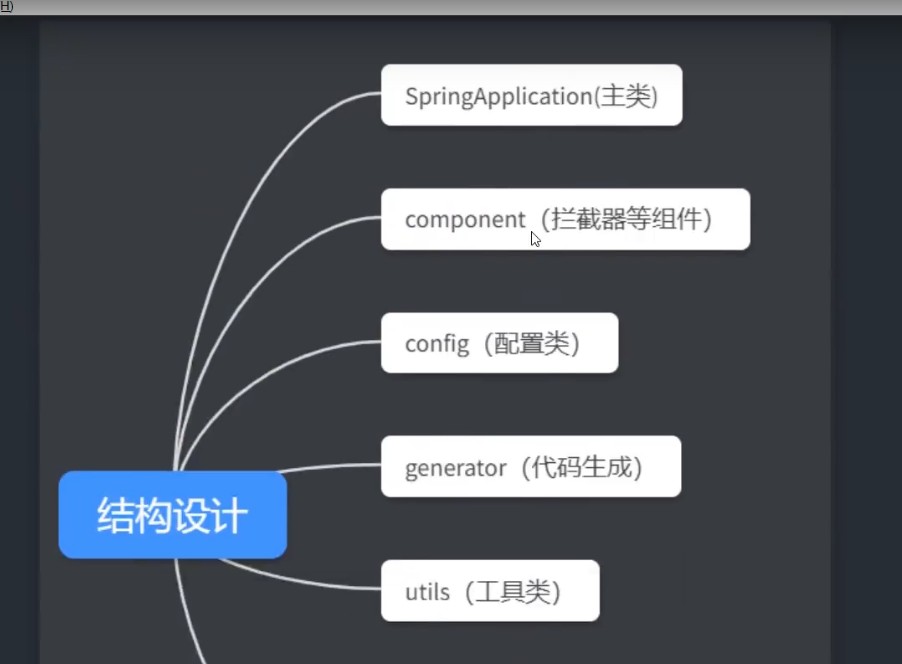 H)
SpringApplication(主类)
component（拦截器等组件）
config（配置类）
generator（代码生成）
结构设计
utils（工具类）